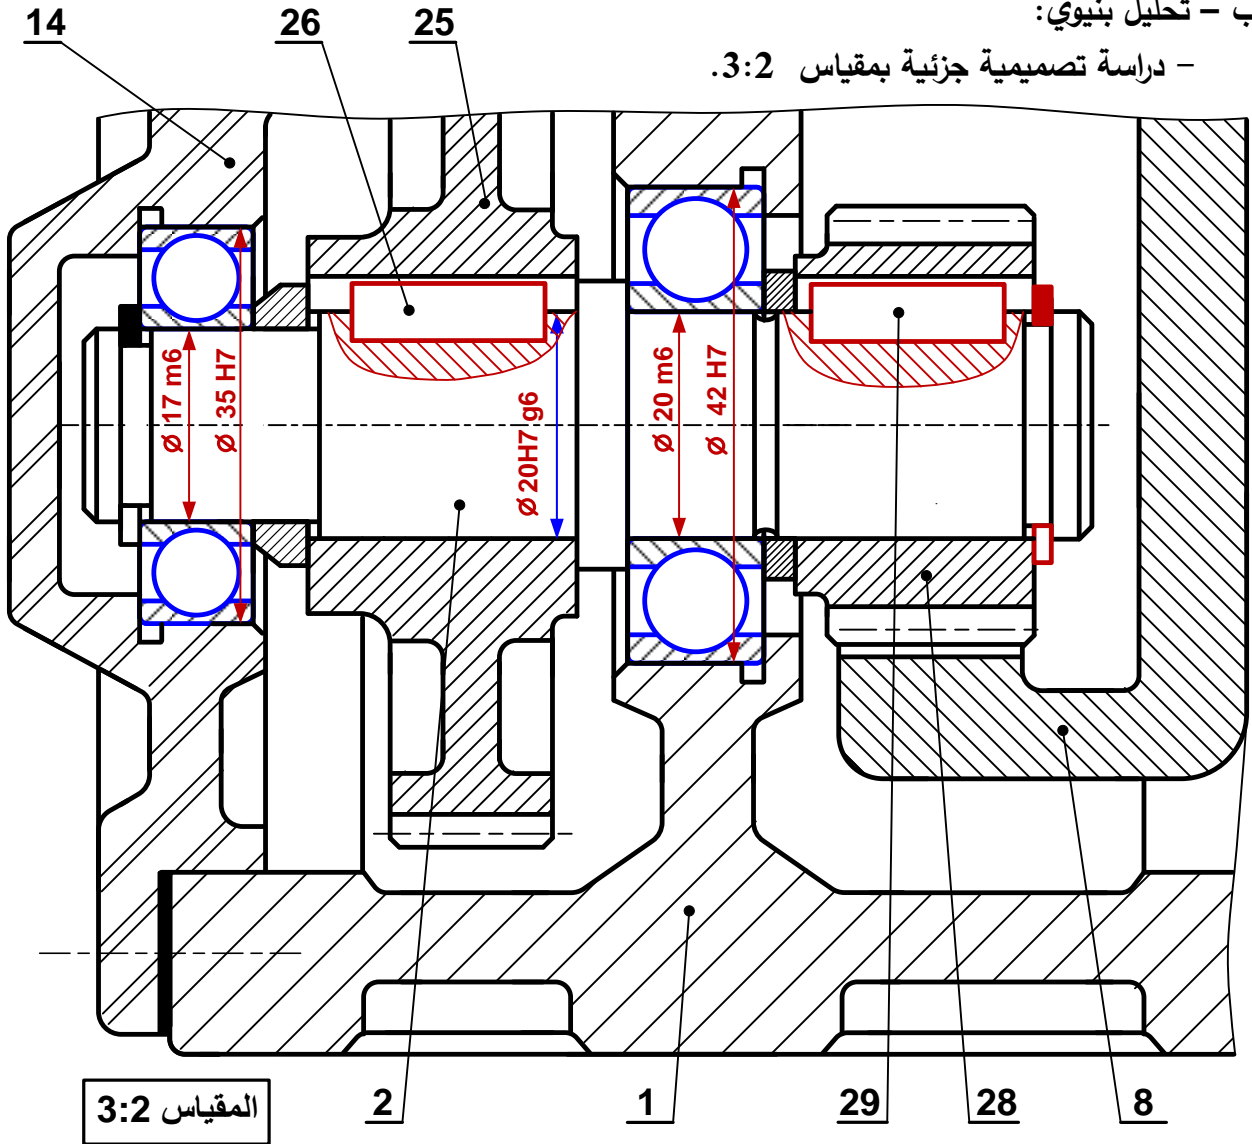 ب – تحليل بنيوي:
– دراسة تصميمية جزئية بمقياس 3:2.
14 26 25
Ø 17 m6
Ø 35 H7
Ø 20H7 g6
Ø 20 m6
Ø 42 H7
المقياس 3:2
2 1 29 28 8